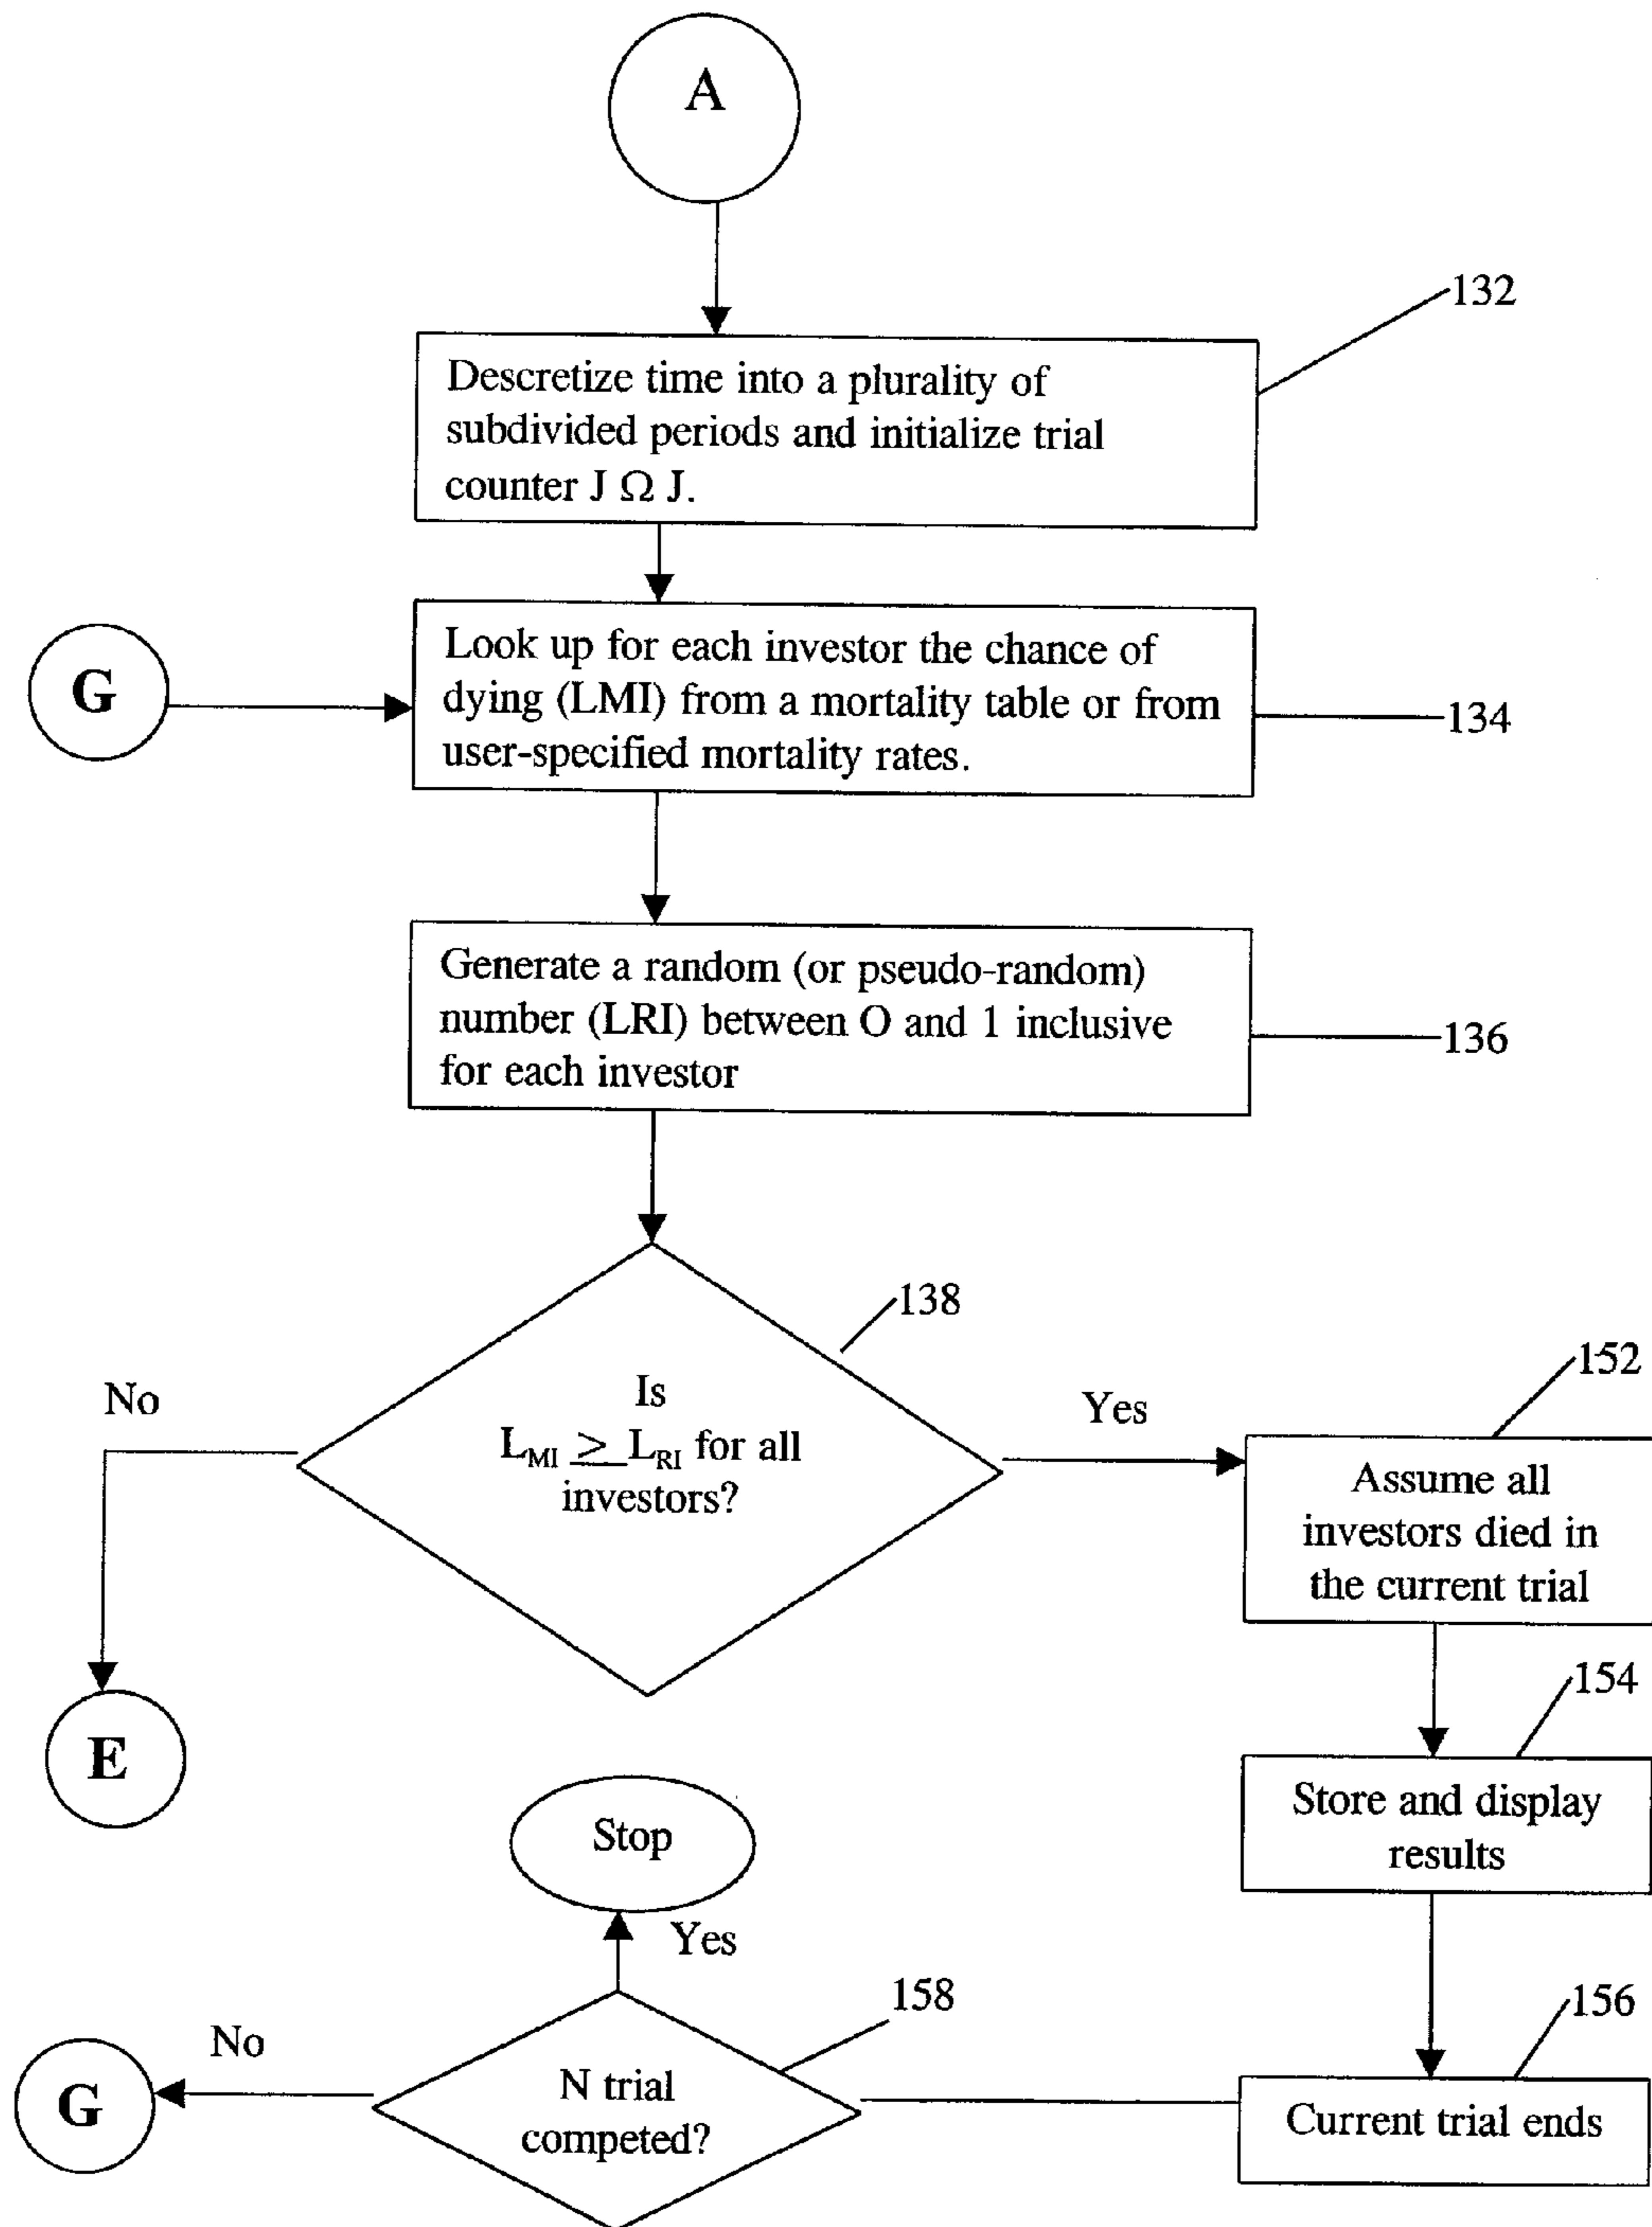 A
132
Descretize time into a plurality of
subdivided periods and initialize trial
counter J Ω J.
G
Look up for each investor the chance of
dying (LMI) from a mortality table or from
user-specified mortality rates.
134
Generate a random (or pseudo-random)
number (LRI) between O and 1 inclusive
for each investor
136
138
Is
L_MI ≥ L_RI for all
investors?
No
Yes
152
Assume all
investors died in
the current trial
E
154
Store and display
results
Stop
Yes
158
156
No
G
N trial
competed?
Current trial ends